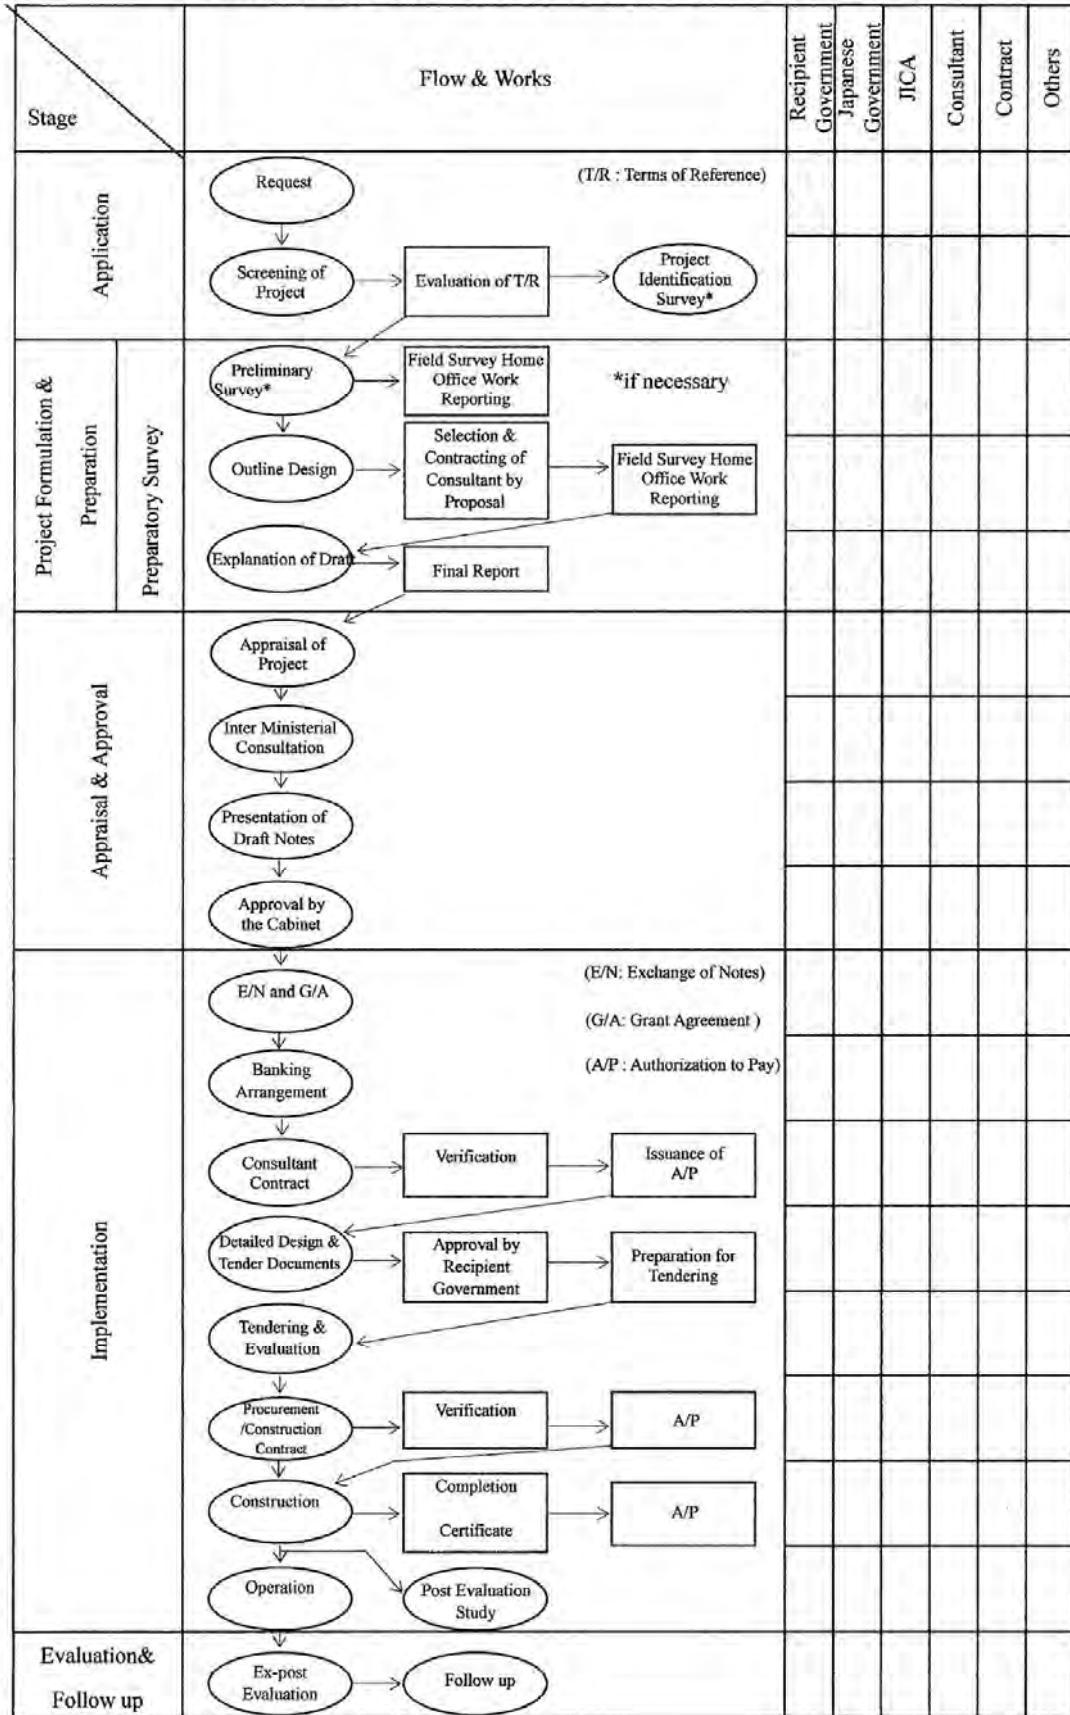 Stage
Flow & Works
Recipient
Government
Japanese
Government
JICA
Consultant
Contract
Others
Application
Request
(T/R : Terms of Reference)
Screening of
Project
Evaluation of T/R
Project
Identification
Survey*
Project Formulation &
Preparation
Preparatory Survey
Preliminary
Survey*
Field Survey Home
Office Work
Reporting
*if necessary
Outline Design
Selection &
Contracting of
Consultant by
Proposal
Field Survey Home
Office Work
Reporting
Explanation of Draft
Final Report
Appraisal & Approval
Appraisal of
Project
Inter Ministerial
Consultation
Presentation of
Draft Notes
Approval by
the Cabinet
Implementation
E/N and G/A
(E/N: Exchange of Notes)
(G/A: Grant Agreement )
(A/P : Authorization to Pay)
Banking
Arrangement
Consultant
Contract
Verification
Issuance of
A/P
Detailed Design &
Tender Documents
Approval by
Recipient
Government
Preparation for
Tendering
Tendering &
Evaluation
Procurement
/Construction
Contract
Verification
A/P
Construction
Completion
Certificate
A/P
Operation
Post Evaluation
Study
Evaluation&
Follow up
Ex-post
Evaluation
Follow up